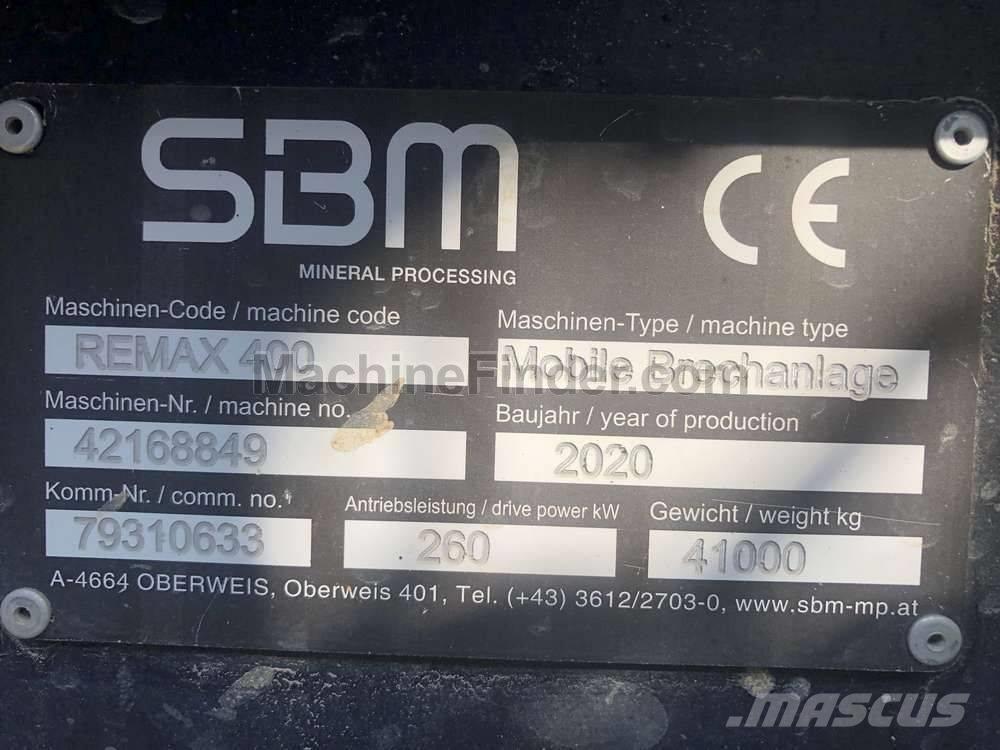 SBM
CE
MINERAL PROCESSING
Maschinen-Code / machine code
REMAX 400
Maschinen-Type / machine type
Mobile Brechanlage
MachineFinder.com
Maschinen-Nr. / machine no.
42168849
Baujahr / year of production
2020
Komm-Nr. / comm. no.
79310633
Antriebsleistung / drive power kW
260
Gewicht / weight kg
41000
A-4664 OBERWEIS, Oberweis 401, Tel. (+43) 3612/2703-0, www.sbm-mp.at
MASCUS